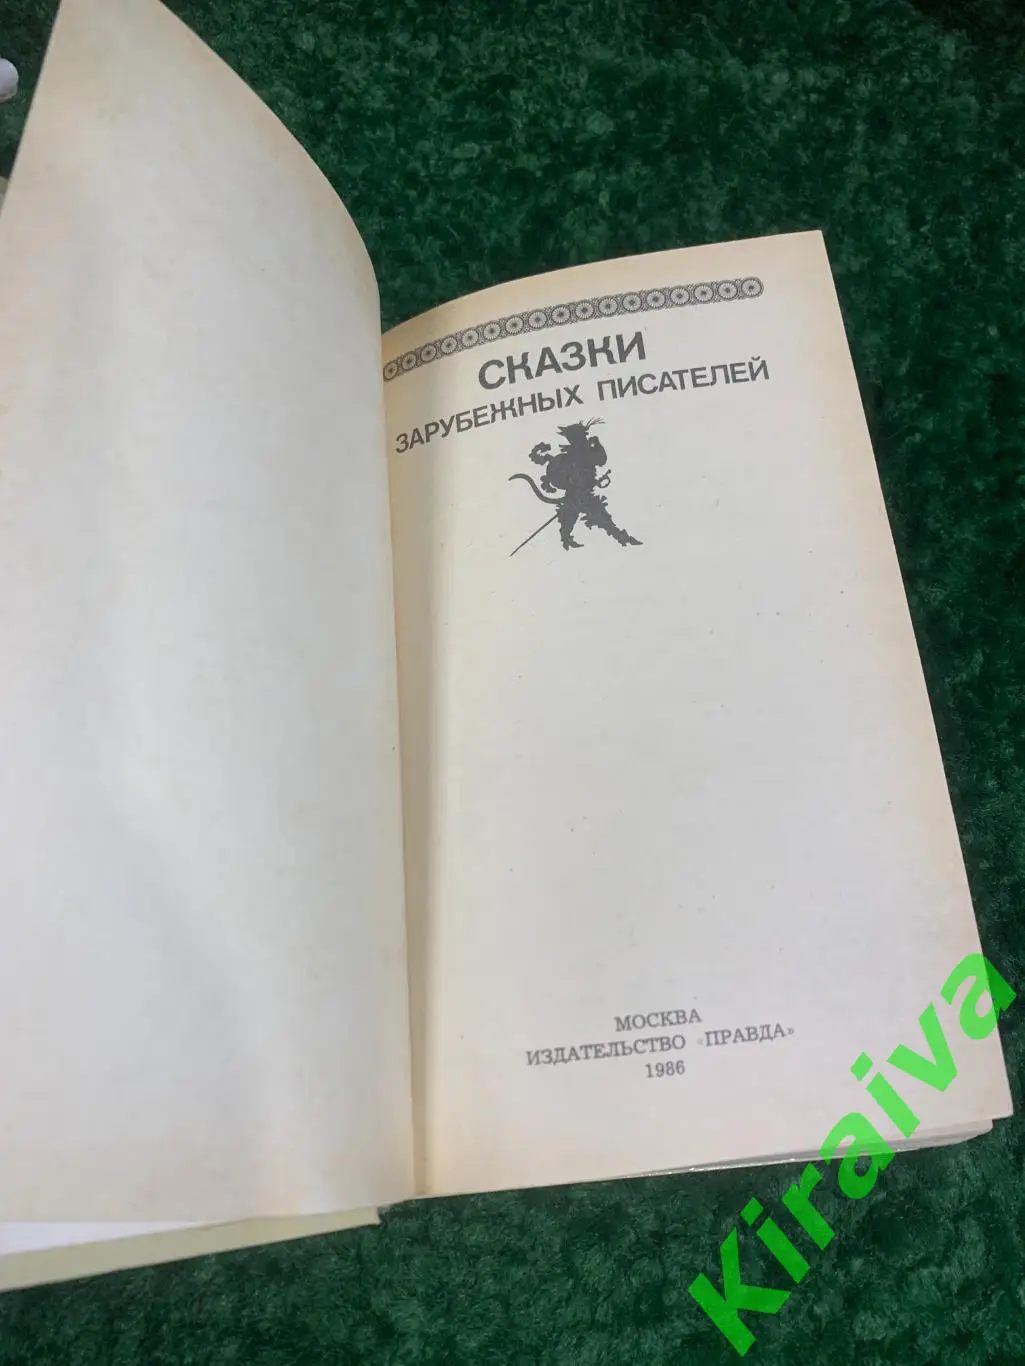 СКАЗКИ
ЗАРУБЕЖНЫХ ПИСАТЕЛЕЙ
МОСКВА
ИЗДАТЕЛЬСТВО «ПРАВДА»
1986
Kiraiva